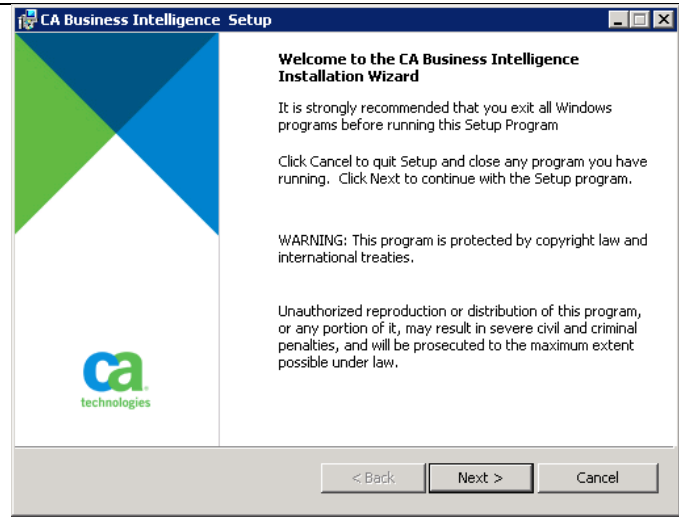 CA Business Intelligence Setup
Welcome to the CA Business Intelligence
Installation Wizard
It is strongly recommended that you exit all Windows
programs before running this Setup Program
Click Cancel to quit Setup and close any program you have
running. Click Next to continue with the Setup program.
WARNING: This program is protected by copyright law and
international treaties.
Unauthorized reproduction or distribution of this program,
or any portion of it, may result in severe civil and criminal
penalties, and will be prosecuted to the maximum extent
possible under law.
ca
technologies
< Back
Next >
Cancel